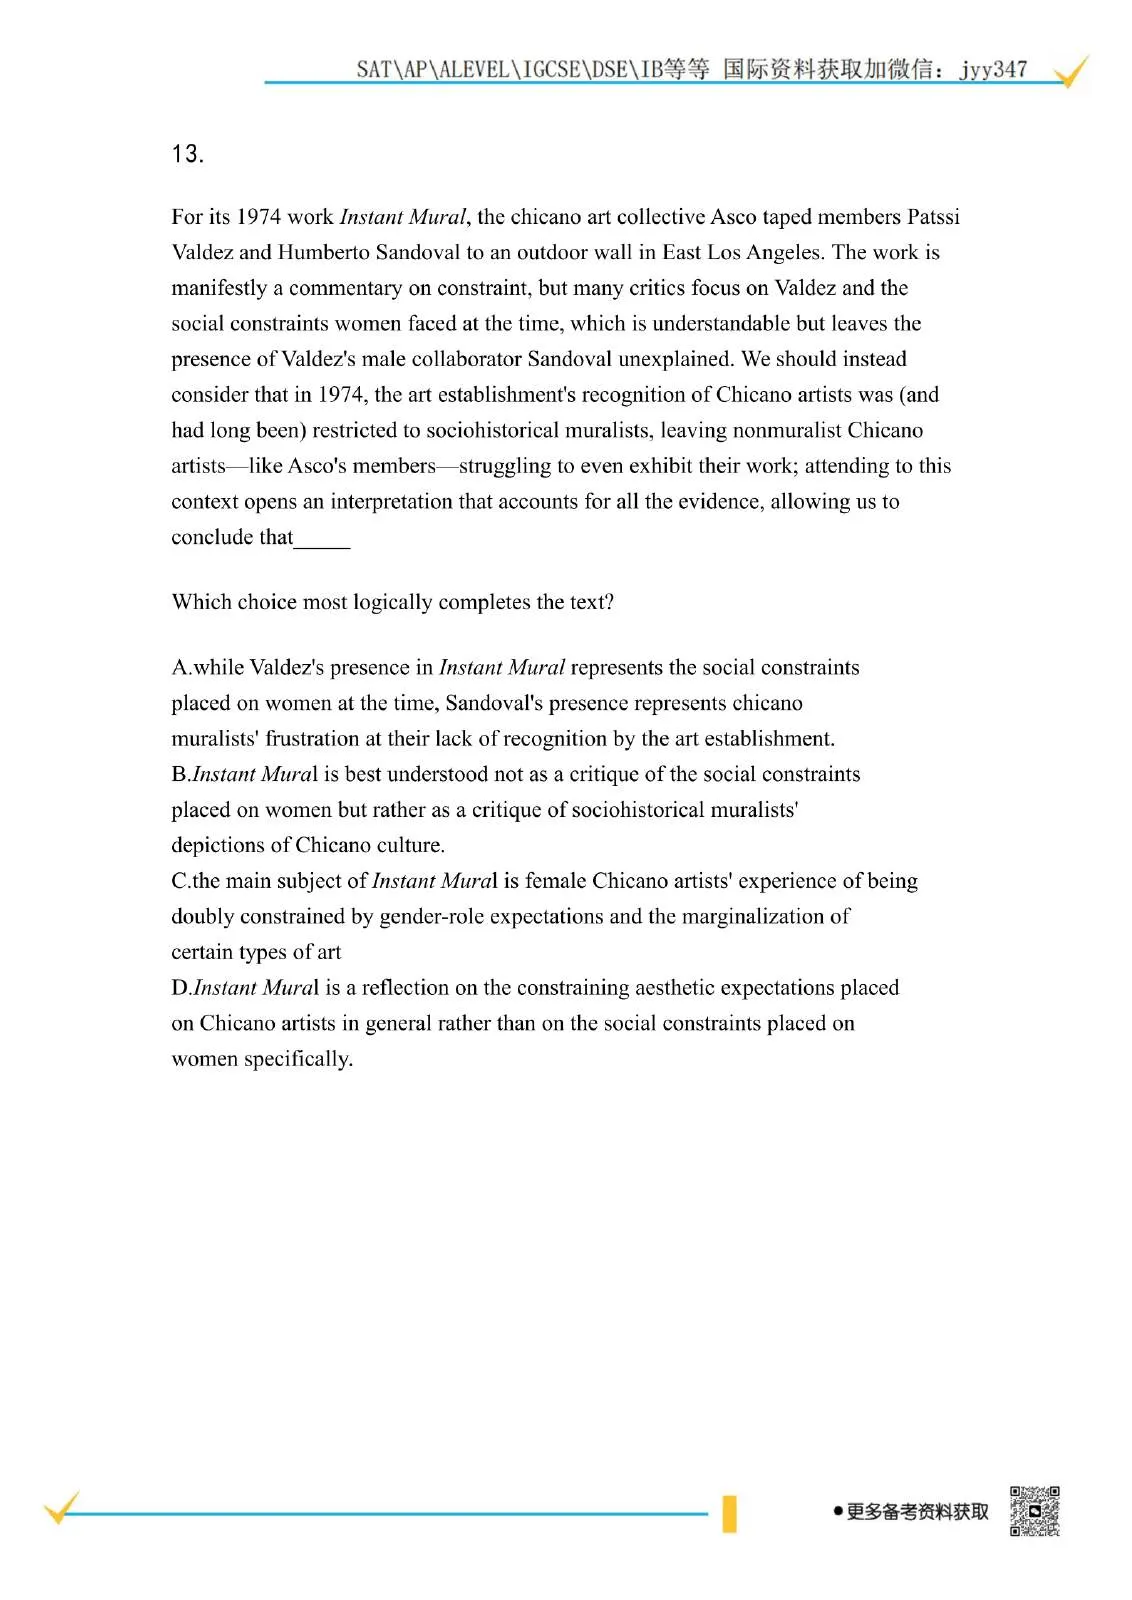 SAT\AP\ALEVEL\IGCSE\DSE\IB等等 国际资料获取加微信：jyy347
13.
For its 1974 work Instant Mural, the chicano art collective Asco taped members Patssi
Valdez and Humberto Sandoval to an outdoor wall in East Los Angeles. The work is
manifestly a commentary on constraint, but many critics focus on Valdez and the
social constraints women faced at the time, which is understandable but leaves the
presence of Valdez's male collaborator Sandoval unexplained. We should instead
consider that in 1974, the art establishment's recognition of Chicano artists was (and
had long been) restricted to sociohistorical muralists, leaving nonmuralist Chicano
artists—like Asco's members—struggling to even exhibit their work; attending to this
context opens an interpretation that accounts for all the evidence, allowing us to
conclude that_____
Which choice most logically completes the text?
A.while Valdez's presence in Instant Mural represents the social constraints
placed on women at the time, Sandoval's presence represents chicano
muralists' frustration at their lack of recognition by the art establishment.
B.Instant Mural is best understood not as a critique of the social constraints
placed on women but rather as a critique of sociohistorical muralists'
depictions of Chicano culture.
C.the main subject of Instant Mural is female Chicano artists' experience of being
doubly constrained by gender-role expectations and the marginalization of
certain types of art
D.Instant Mural is a reflection on the constraining aesthetic expectations placed
on Chicano artists in general rather than on the social constraints placed on
women specifically.
●更多备考资料获取